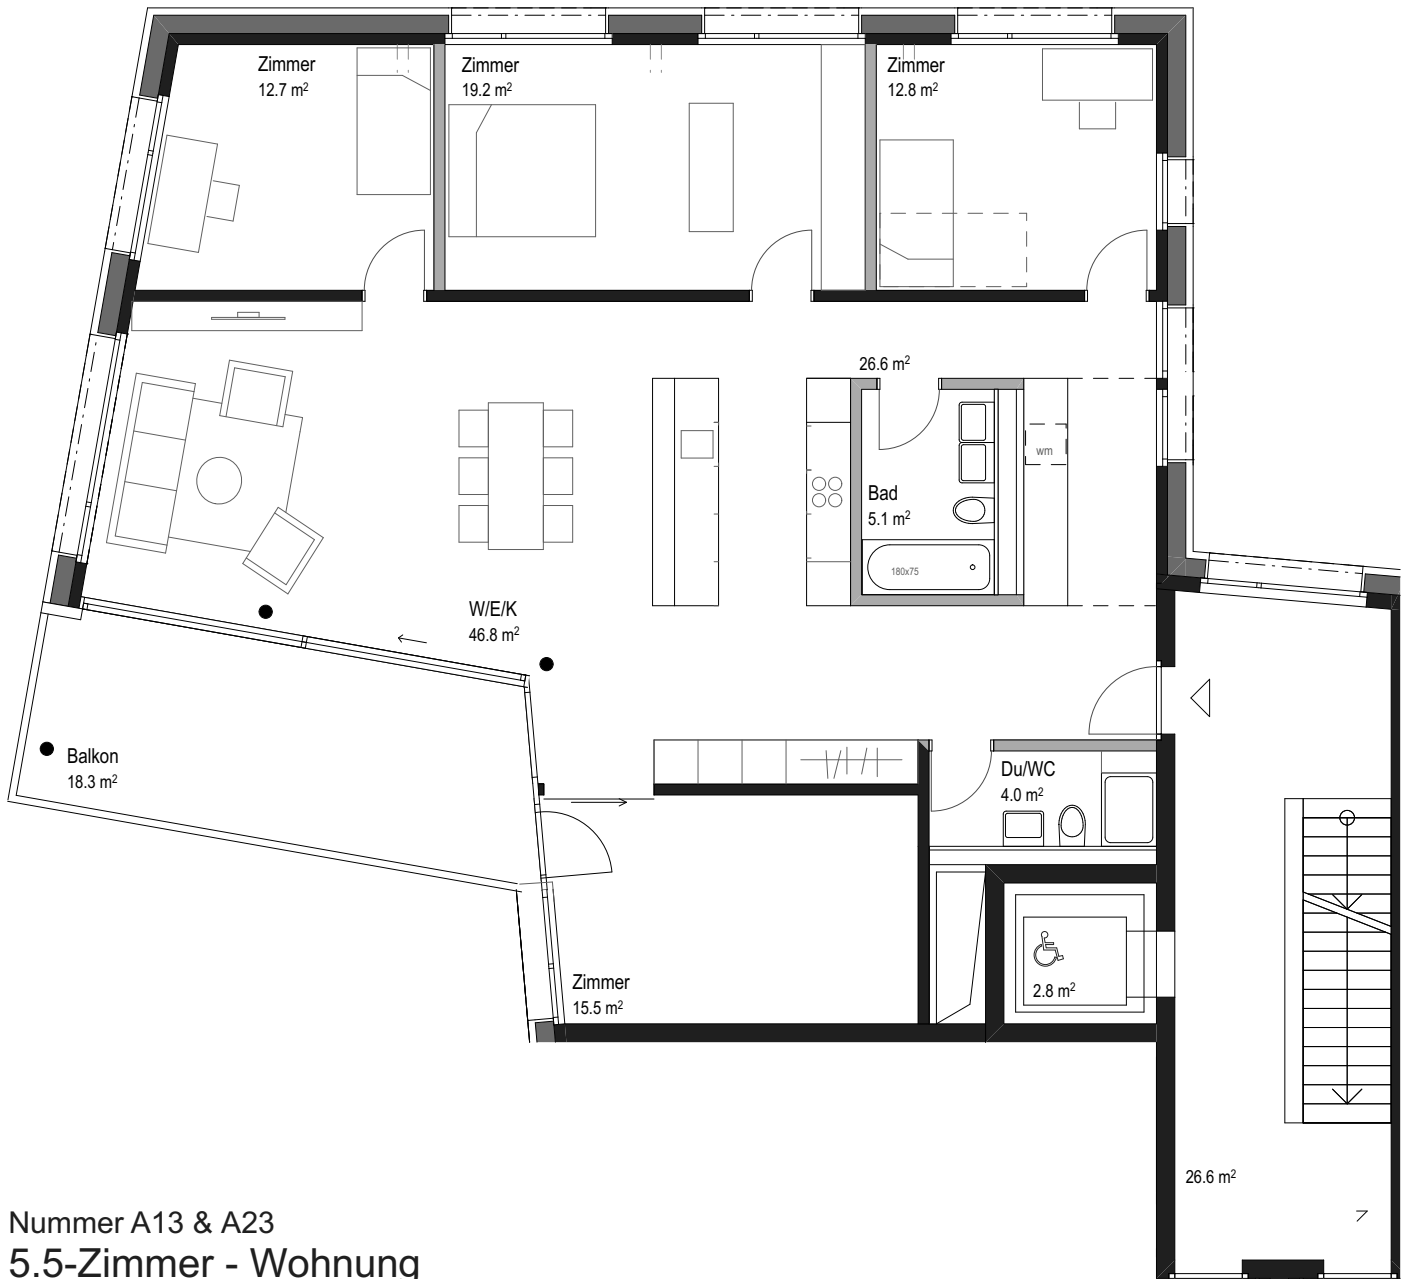 Zimmer
12.7 m²
Zimmer
19.2 m²
Zimmer
12.8 m²
26.6 m²
wm
Bad
5.1 m²
180x75
W/E/K
46.8 m²
Balkon
18.3 m²
Du/WC
4.0 m²
Zimmer
15.5 m²
2.8 m²
26.6 m²
Nummer A13 & A23
5.5-Zimmer - Wohnung